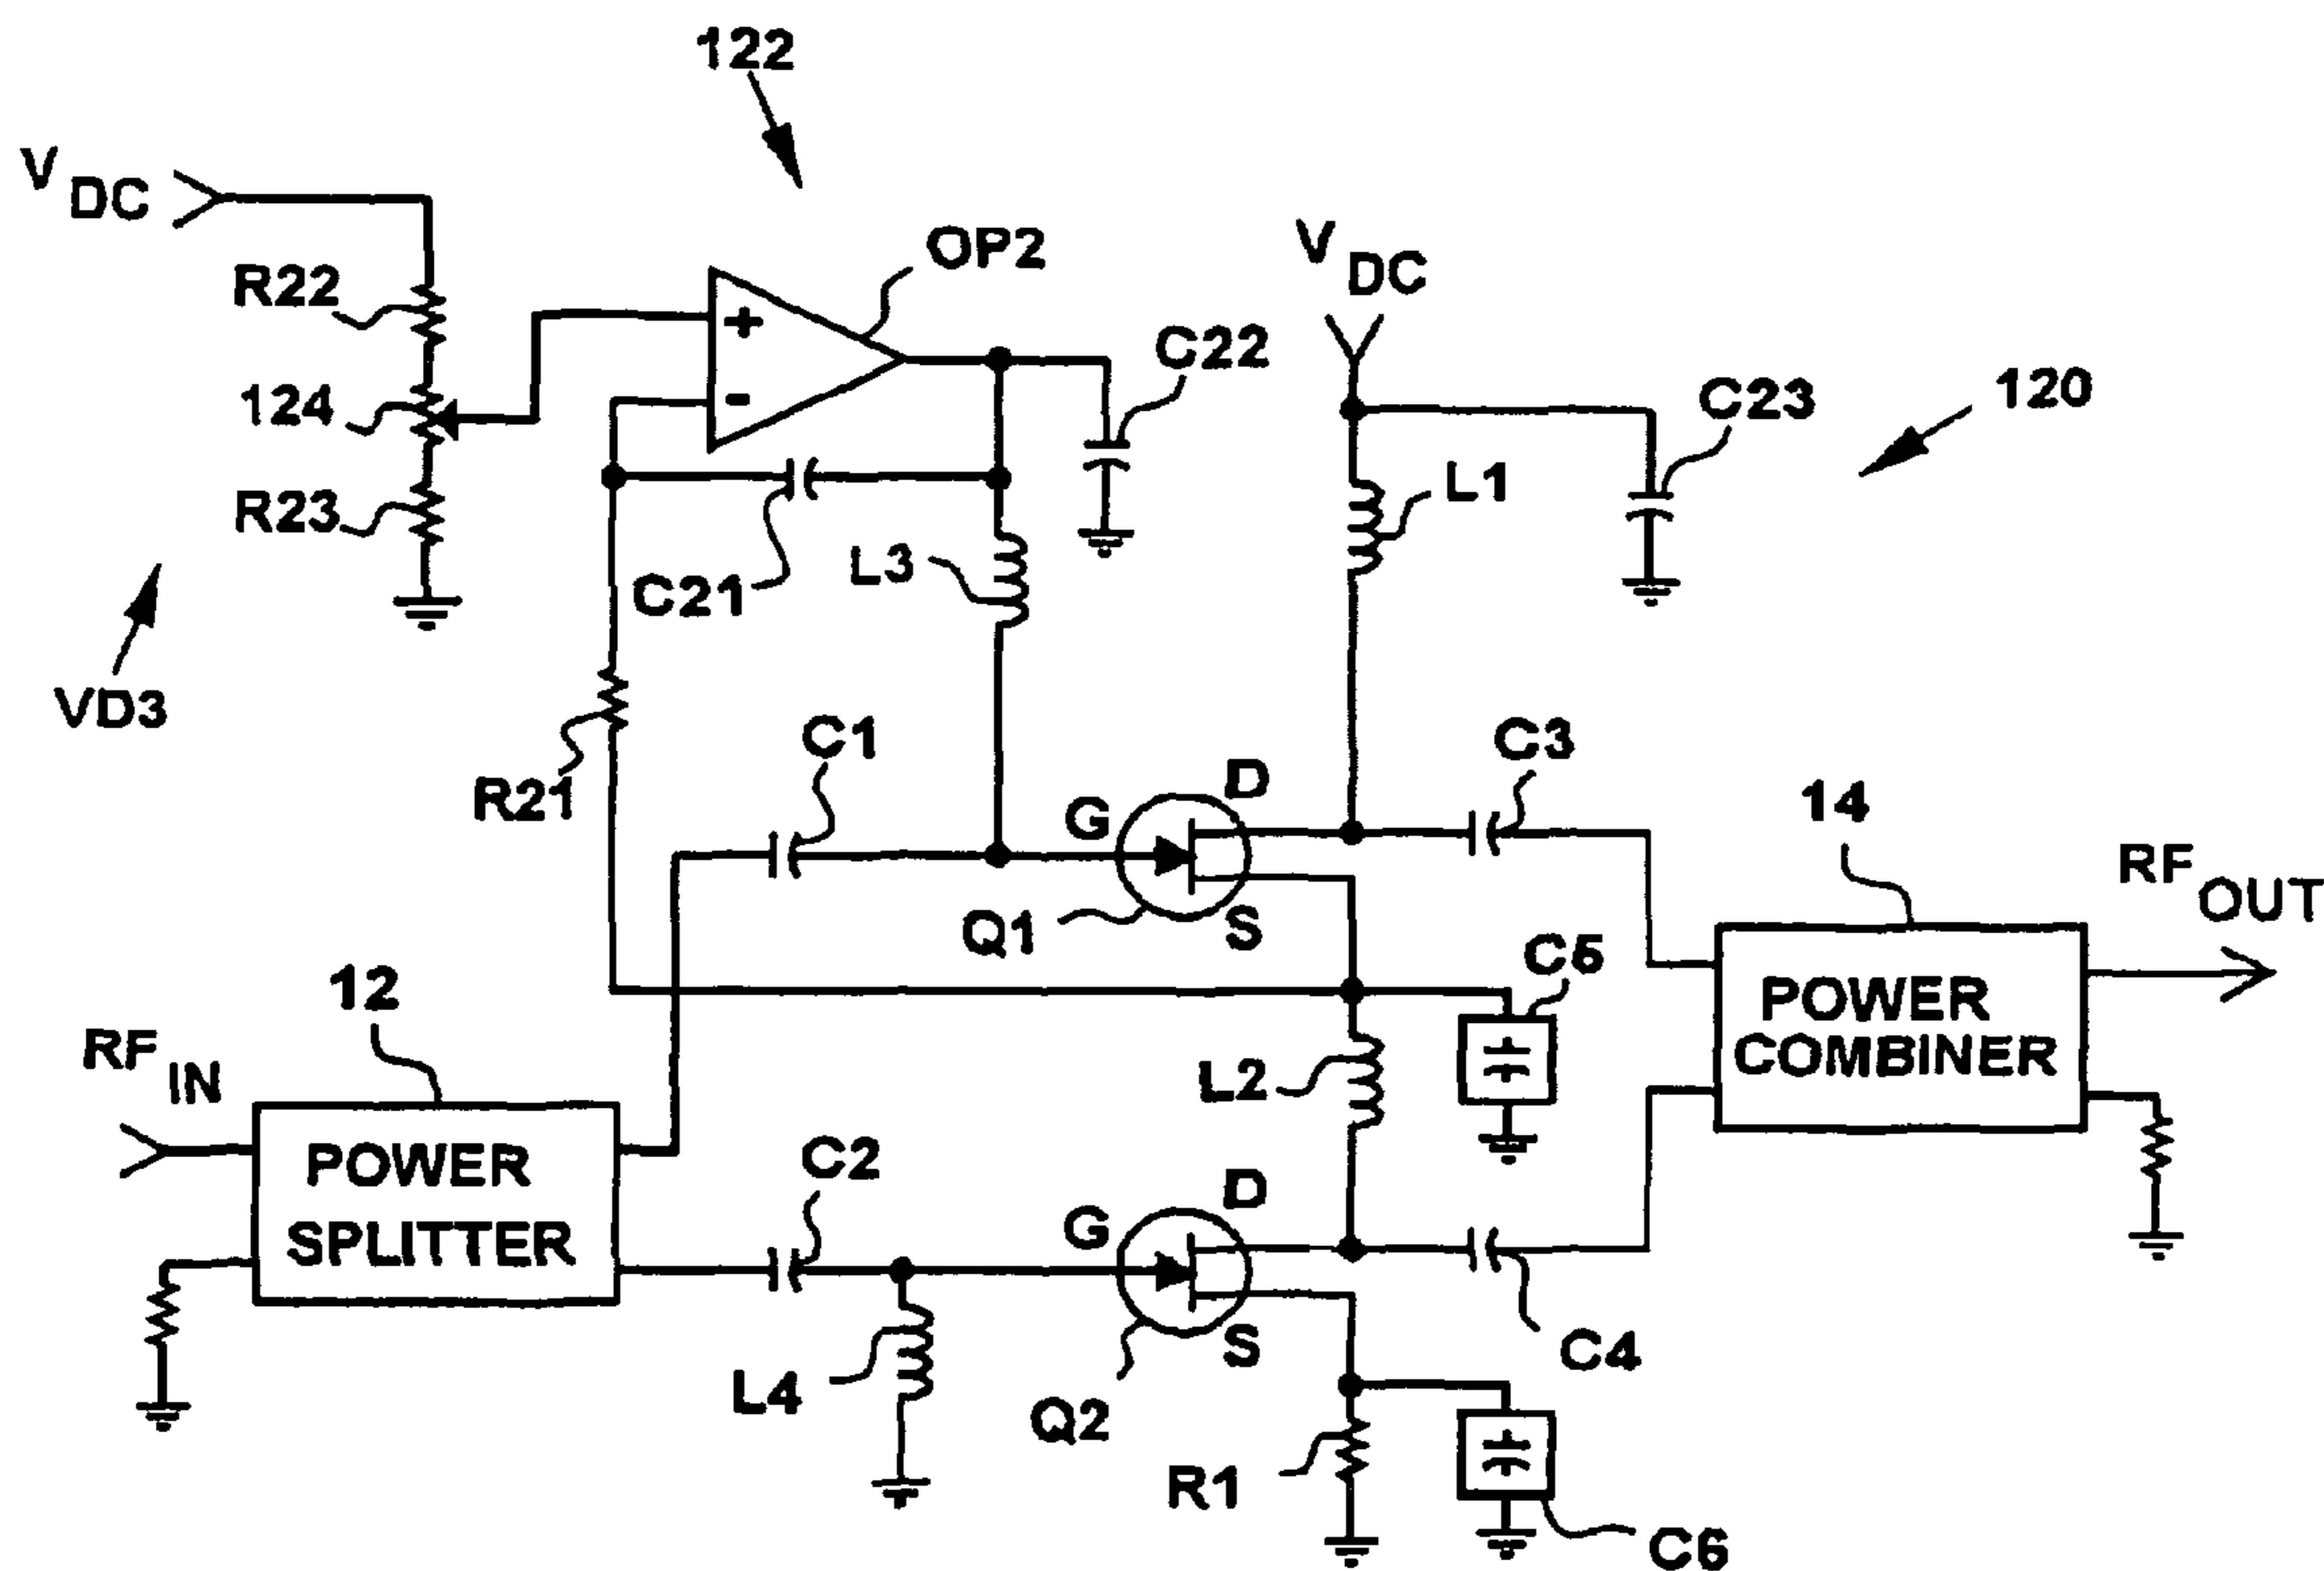 122
V DC
OP2
V DC
R22
C22
124
C23
120
R23
L1
C21
L3
VD3
C1
C3
R21
G
D
14
RF OUT
Q1
S
C5
12
POWER COMBINER
RF IN
L2
POWER SPLITTER
C2
G
D
L4
S
C4
Q2
R1
C6
+
-